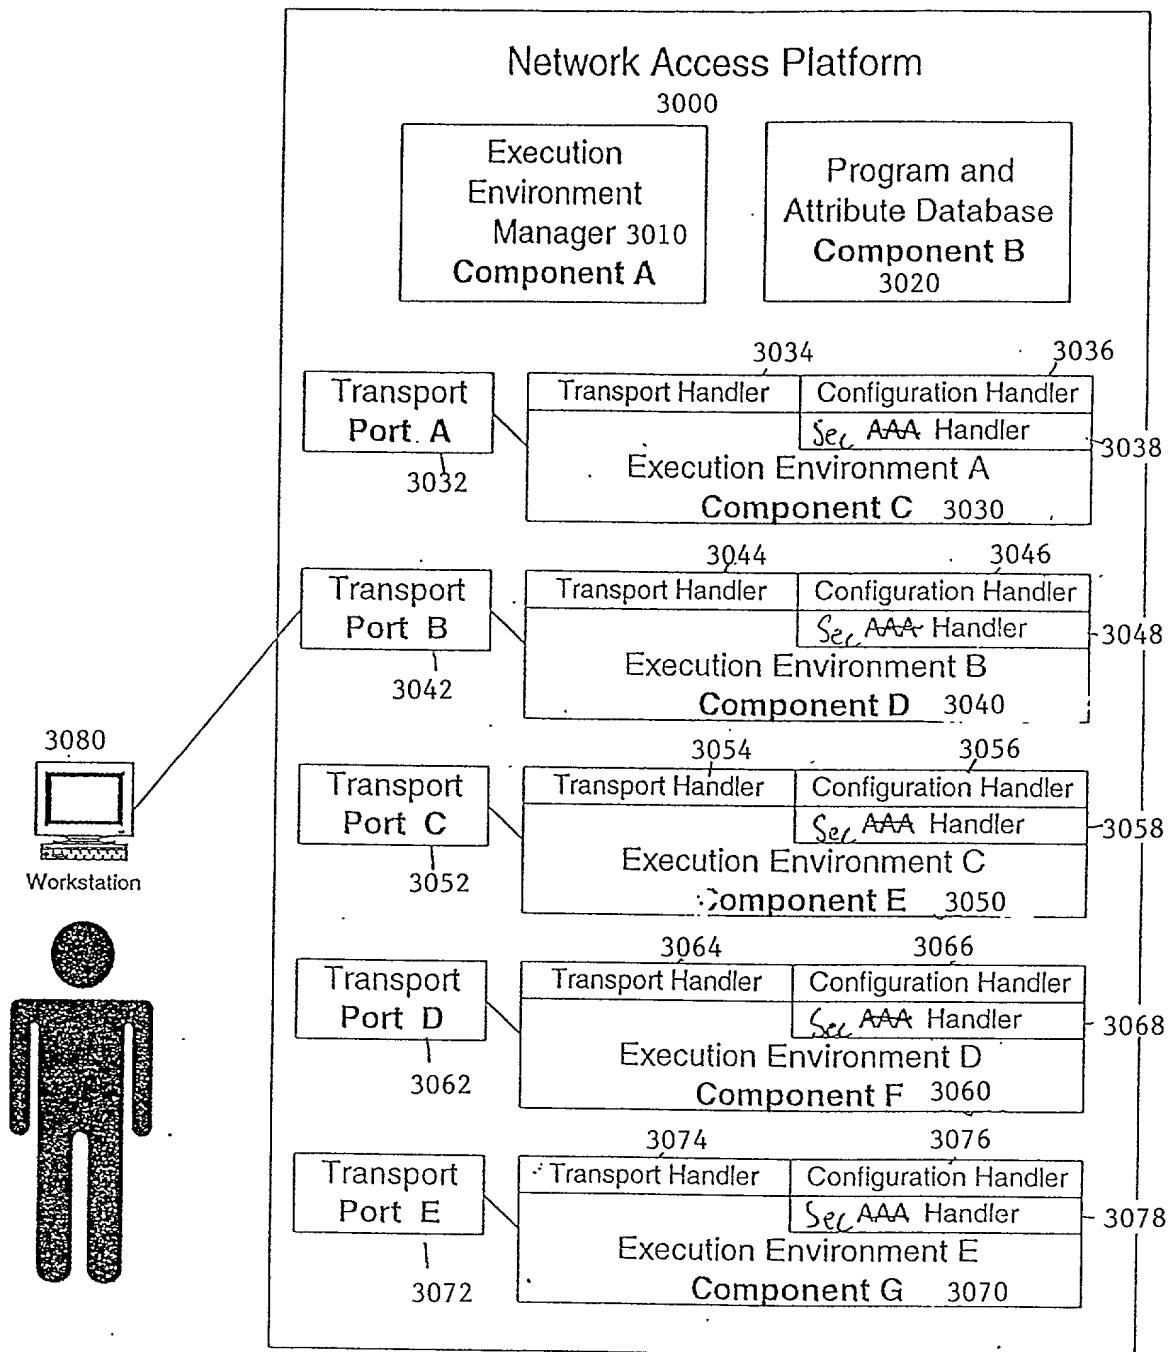 Network Access Platform
3000
Execution
Environment
Manager 3010
Component A
Program and
Attribute Database
Component B
3020
3034
3036
Transport
Port A
3032
Transport Handler
Configuration Handler
Sec AAA Handler
3038
Execution Environment A
Component C 3030
3044
3046
Transport
Port B
3042
Transport Handler
Configuration Handler
Sec AAA Handler
3048
Execution Environment B
Component D 3040
3080
Workstation
3054
3056
Transport
Port C
3052
Transport Handler
Configuration Handler
Sec AAA Handler
3058
Execution Environment C
Component E 3050
3064
3066
Transport
Port D
3062
Transport Handler
Configuration Handler
Sec AAA Handler
3068
Execution Environment D
Component F 3060
3074
3076
Transport
Port E
3072
Transport Handler
Configuration Handler
Sec AAA Handler
3078
Execution Environment E
Component G 3070